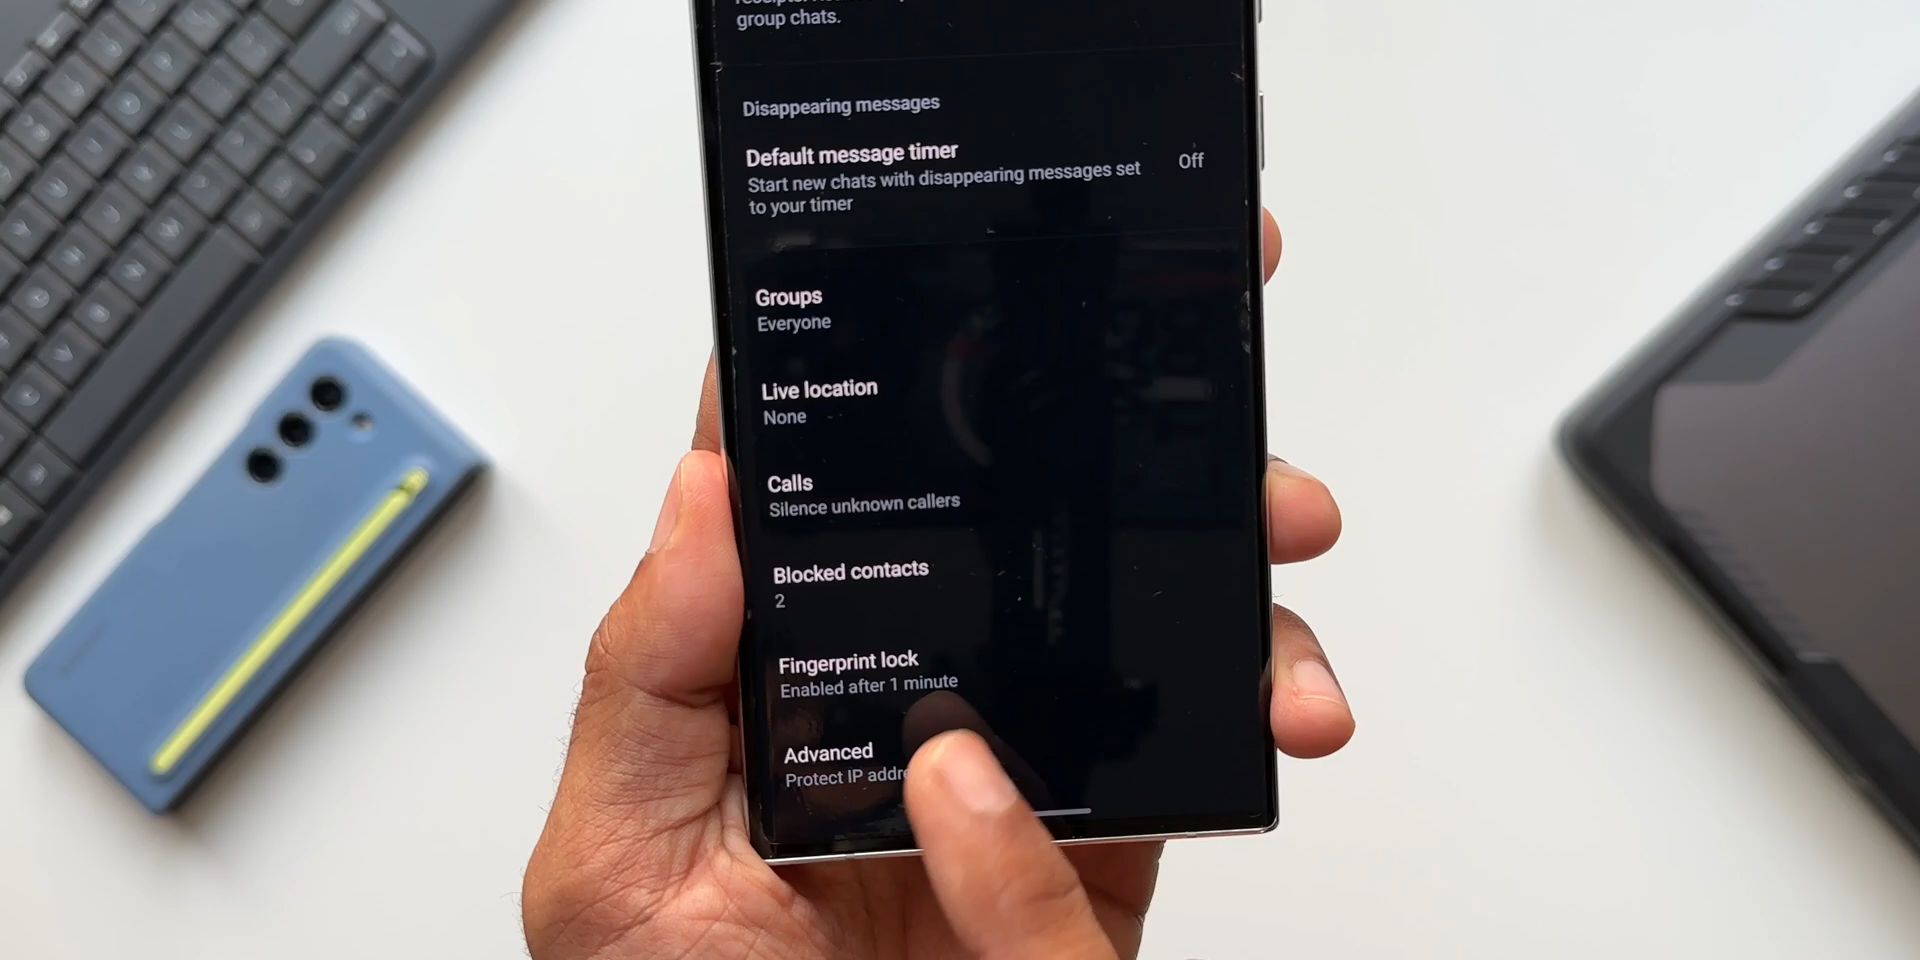 group chats.
Disappearing messages
Default message timer
Off
Start new chats with disappearing messages set
to your timer
Groups
Everyone
Live location
None
Calls
Silence unknown callers
Blocked contacts
2
Fingerprint lock
Enabled after 1 minute
Advanced
Protect IP